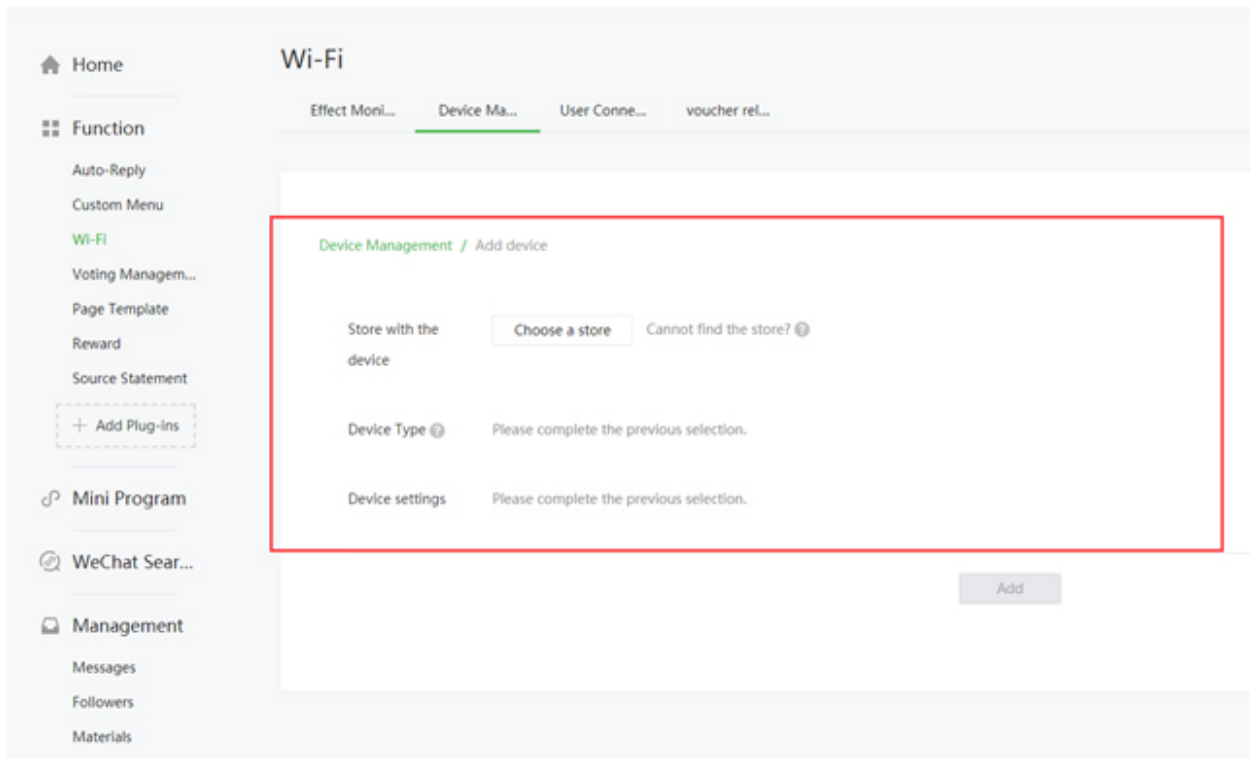 Home
Function
Auto-Reply
Custom Menu
Wi-Fi
Voting Managem...
Page Template
Reward
Source Statement
Add Plug-ins
Mini Program
WeChat Sear...
Management
Messages
Followers
Materials
Wi-Fi
Effect Moni... Device Ma... User Conne... voucher rel...
Device Management / Add device
Store with the device Choose a store Cannot find the store?
Device Type Please complete the previous selection.
Device settings Please complete the previous selection.
Add